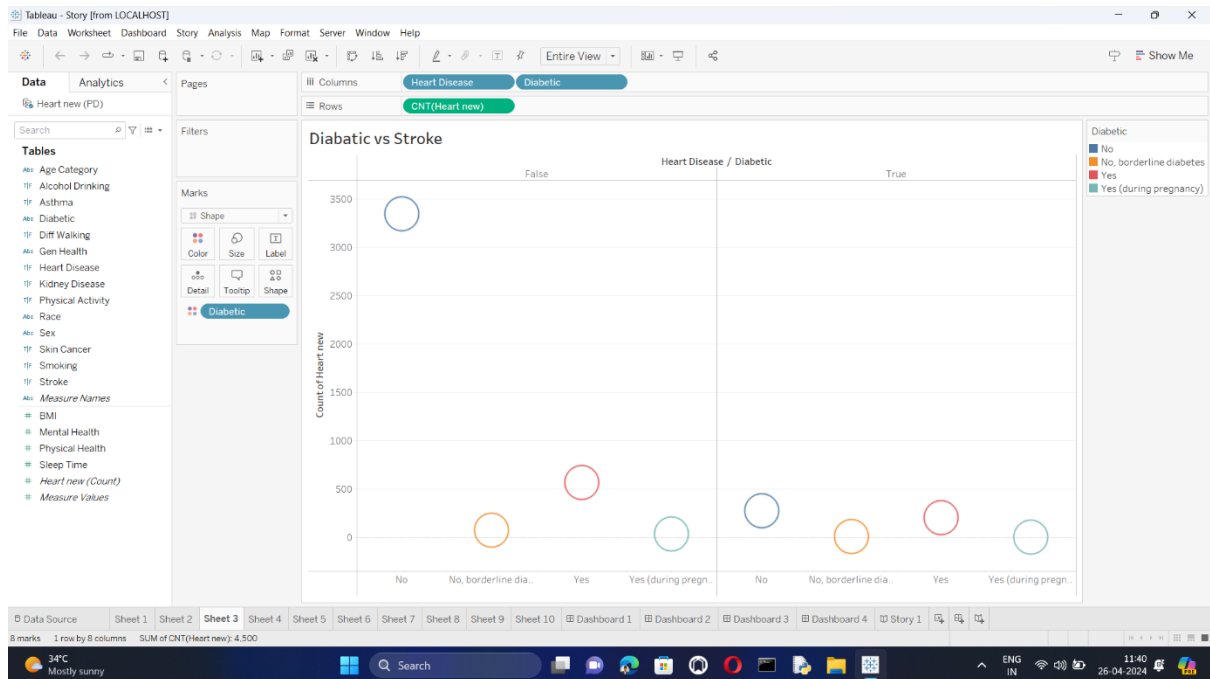 Tableau - Story [from LOCALHOST]
File Data Worksheet Dashboard Story Analysis Map Format Server Window Help
Entire View
Show Me
Data Analytics
Pages
Columns Heart Disease Diabetic
Heart new (PD)
Rows CNT(Heart new)
Search
Filters
Tables
Abc Age Category
T|F Alcohol Drinking
T|F Asthma
Abc Diabetic
T|F Diff Walking
Abc Gen Health
T|F Heart Disease
T|F Kidney Disease
T|F Physical Activity
Abc Race
Abc Sex
T|F Skin Cancer
T|F Smoking
T|F Stroke
Abc Measure Names
# BMI
# Mental Health
# Physical Health
# Sleep Time
# Heart new (Count)
# Measure Values
Marks
Shape
Color Size Label
Detail Tooltip Shape
Diabetic
Diabatic vs Stroke
Heart Disease / Diabetic
False True
Count of Heart new
3500
3000
2500
2000
1500
1000
500
0
No No, borderline dia.. Yes Yes (during pregn.. No No, borderline dia.. Yes Yes (during pregn..
Diabetic
No
No, borderline diabetes
Yes
Yes (during pregnancy)
Data Source Sheet 1 Sheet 2 Sheet 3 Sheet 4 Sheet 5 Sheet 6 Sheet 7 Sheet 8 Sheet 9 Sheet 10 Dashboard 1 Dashboard 2 Dashboard 3 Dashboard 4 Story 1
8 marks 1 row by 8 columns SUM of CNT(Heart new): 4,500
34°C
Mostly sunny
Search
ENG
IN
11:40
26-04-2024